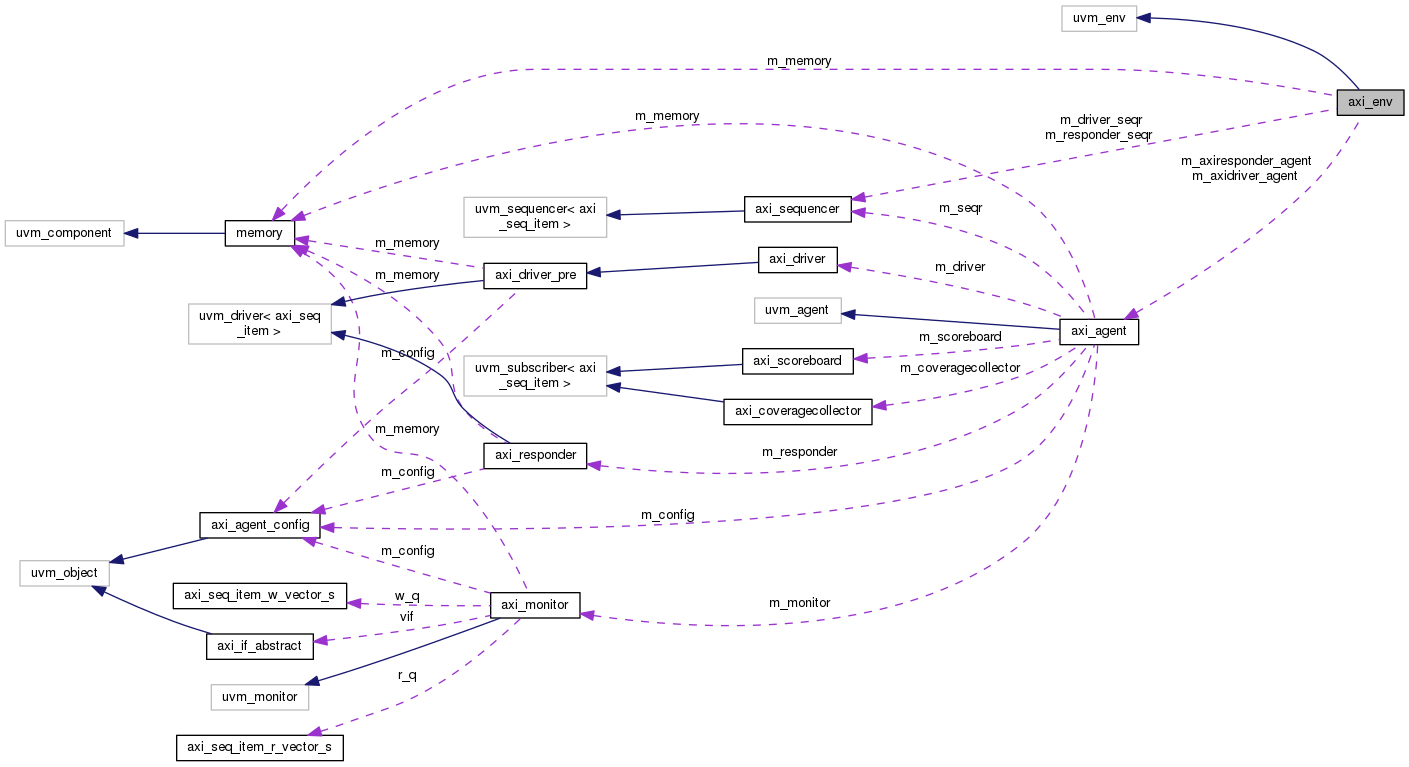 uvm_env
m_memory
axi_env
m_memory
m_driver_seqr
m_responder_seqr
m_axiresponder_agent
m_axidriver_agent
uvm_sequencer< axi
_seq_item >
axi_sequencer
m_seqr
uvm_component
memory
m_memory
axi_driver
m_driver
m_memory
axi_driver_pre
uvm_driver< axi_seq
_item >
uvm_agent
axi_agent
m_config
m_scoreboard
uvm_subscriber< axi
_seq_item >
axi_scoreboard
m_coveragecollector
axi_coveragecollector
m_memory
axi_responder
m_responder
m_config
axi_agent_config
m_config
m_config
uvm_object
axi_seq_item_w_vector_s
w_q
axi_monitor
m_monitor
vif
axi_if_abstract
r_q
uvm_monitor
axi_seq_item_r_vector_s